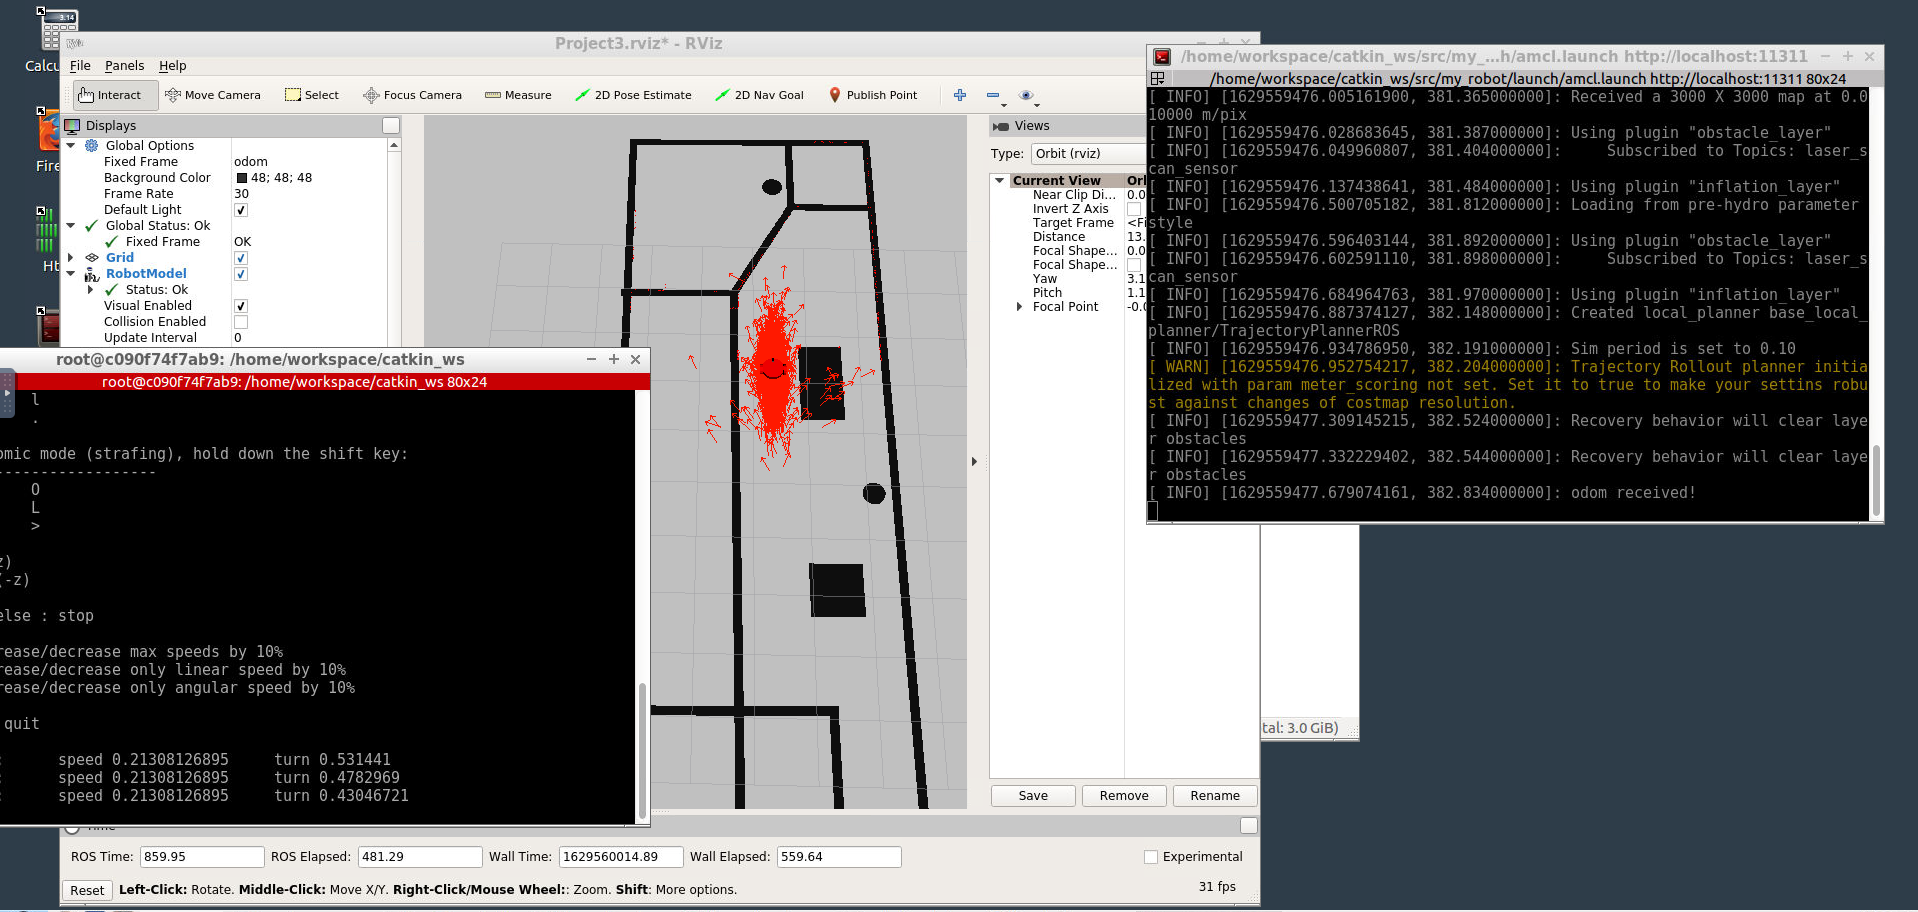 3.14
Calcu
Fire
Ht
Project3.rviz* - RViz
File Panels Help
Interact Move Camera Select Focus Camera Measure 2D Pose Estimate 2D Nav Goal Publish Point
Displays
Global Options
Fixed Frame odom
Background Color 48; 48; 48
Frame Rate 30
Default Light
Global Status: Ok
Fixed Frame OK
Grid
RobotModel
Status: Ok
Visual Enabled
Collision Enabled
Update Interval 0
root@c090f74f7ab9: /home/workspace/catkin_ws
root@c090f74f7ab9: /home/workspace/catkin_ws 80x24
l
.
omic mode (strafing), hold down the shift key:
-----------------
O
L
>
z)
(-z)
else : stop
rease/decrease max speeds by 10%
rease/decrease only linear speed by 10%
rease/decrease only angular speed by 10%
quit
: speed 0.21308126895 turn 0.531441
: speed 0.21308126895 turn 0.4782969
: speed 0.21308126895 turn 0.43046721
Views
Type: Orbit (rviz)
Current View Orl
Near Clip Di... 0.0
Invert Z Axis
Target Frame <Fi
Distance 13.
Focal Shape... 0.0
Focal Shape...
Yaw 3.1
Pitch 1.1
Focal Point -0.0
Save Remove Rename
Time
ROS Time: 859.95 ROS Elapsed: 481.29 Wall Time: 1629560014.89 Wall Elapsed: 559.64 Experimental
Reset Left-Click: Rotate. Middle-Click: Move X/Y. Right-Click/Mouse Wheel:: Zoom. Shift: More options. 31 fps
/home/workspace/catkin_ws/src/my_...h/amcl.launch http://localhost:11311
/home/workspace/catkin_ws/src/my_robot/launch/amcl.launch http://localhost:11311 80x24
[ INFO] [1629559476.005161900, 381.365000000]: Received a 3000 X 3000 map at 0.0
10000 m/pix
[ INFO] [1629559476.028683645, 381.387000000]: Using plugin "obstacle_layer"
[ INFO] [1629559476.049960807, 381.404000000]: Subscribed to Topics: laser_s
can_sensor
[ INFO] [1629559476.137438641, 381.484000000]: Using plugin "inflation_layer"
[ INFO] [1629559476.500705182, 381.812000000]: Loading from pre-hydro parameter
style
[ INFO] [1629559476.596403144, 381.892000000]: Using plugin "obstacle_layer"
[ INFO] [1629559476.602591110, 381.898000000]: Subscribed to Topics: laser_s
can_sensor
[ INFO] [1629559476.684964763, 381.970000000]: Using plugin "inflation_layer"
[ INFO] [1629559476.887374127, 382.148000000]: Created local_planner base_local_
planner/TrajectoryPlannerROS
[ INFO] [1629559476.934786950, 382.191000000]: Sim period is set to 0.10
[ WARN] [1629559476.952754217, 382.204000000]: Trajectory Rollout planner initia
lized with param meter_scoring not set. Set it to true to make your settins robu
st against changes of costmap resolution.
[ INFO] [1629559477.309145215, 382.524000000]: Recovery behavior will clear laye
r obstacles
[ INFO] [1629559477.332229402, 382.544000000]: Recovery behavior will clear laye
r obstacles
[ INFO] [1629559477.679074161, 382.834000000]: odom received!
tal: 3.0 GiB)